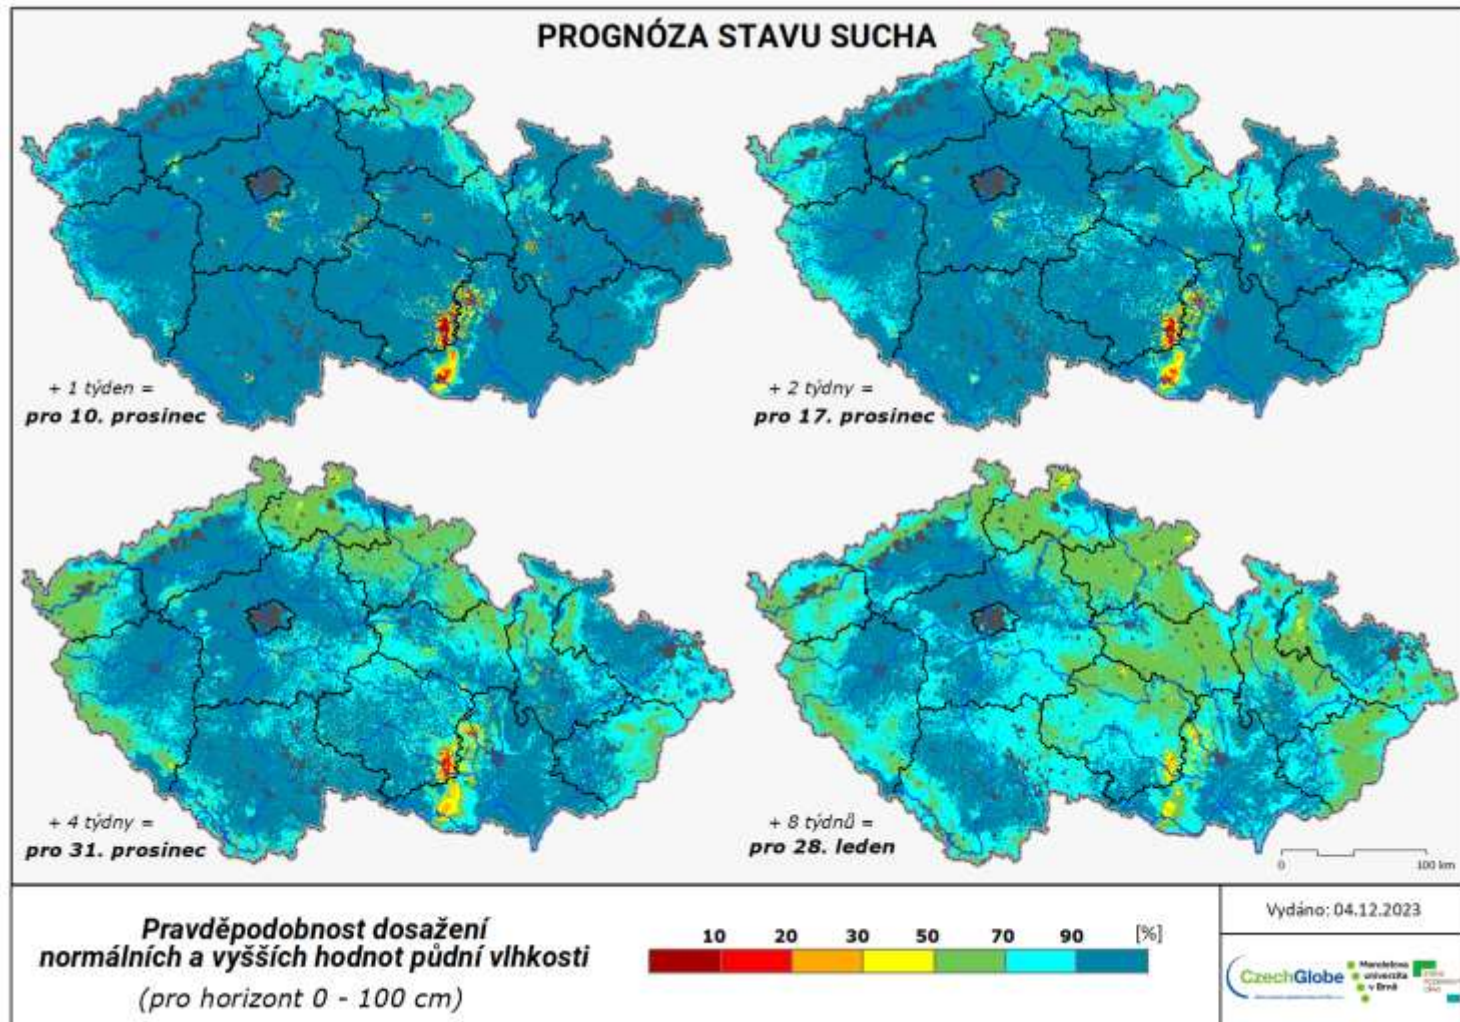 PROGNÓZA STAVU SUCHA
+ 1 týden =
pro 10. prosinec
+ 2 týdny =
pro 17. prosinec
+ 4 týdny =
pro 31. prosinec
+ 8 týdnů =
pro 28. leden
0 100 km
Pravděpodobnost dosažení
normálních a vyšších hodnot půdní vlhkosti
(pro horizont 0 - 100 cm)
10 20 30 50 70 90 [%]
Vydáno: 04.12.2023
CzechGlobe
Mendelova
univerzita
v Brně